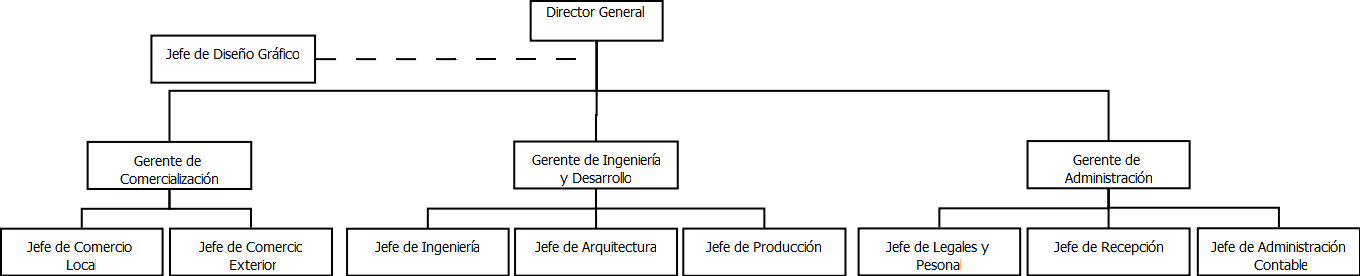 Director General
Jefe de Diseño Gráfico
Gerente de
Comercialización
Gerente de Ingeniería
y Desarrollo
Gerente de
Administración
Jefe de Comercio
Local
Jefe de Comercic
Exterior
Jefe de Ingeniería
Jefe de Arquitectura
Jefe de Producción
Jefe de Legales y
Pesonal
Jefe de Recepción
Jefe de Administración
Contable